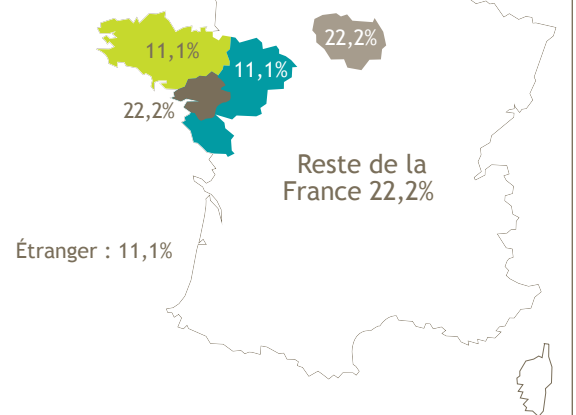 22,2%
11,1%
11,1%
22,2%
Reste de la
France 22,2%
Étranger : 11,1%